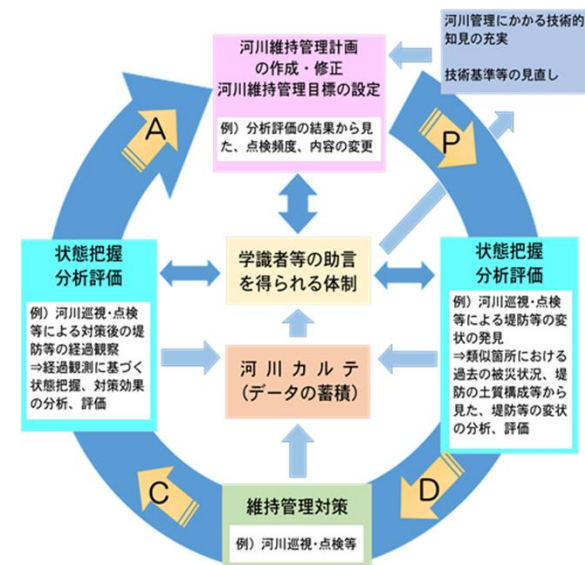 河川維持管理計画
の作成・修正
河川維持管理目標の設定
例）分析評価の結果から見
た、点検頻度、内容の変更
河川管理にかかる技術的
知見の充実
技術基準等の見直し
A
P
学識者等の助言
を得られる体制
状態把握
分析評価
例）河川巡視・点検
等による対策後の堤
防等の経過観察
⇒経過観測に基づく
状態把握、対策効果
の分析、評価
状態把握
分析評価
例）河川巡視・点検
等による堤防等の変
状の発見
⇒類似箇所における
過去の被災状況、堤
防の土質構成等から
見た、堤防等の変状
の分析、評価
河川カルテ
（データの蓄積）
C
D
維持管理対策
例）河川巡視・点検等